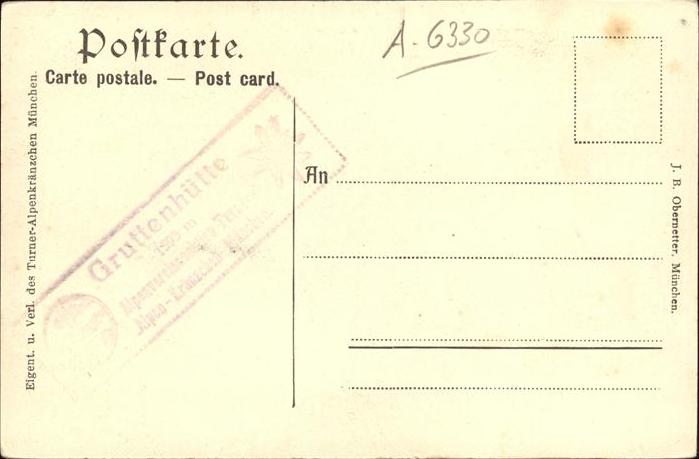 Postkarte.
Carte postale. — Post card.
A-6330
Eigent. u. Verl. des Turner-Alpenkränzchen München.
Gruttenhütte
An
J. B. Obernetter, München.